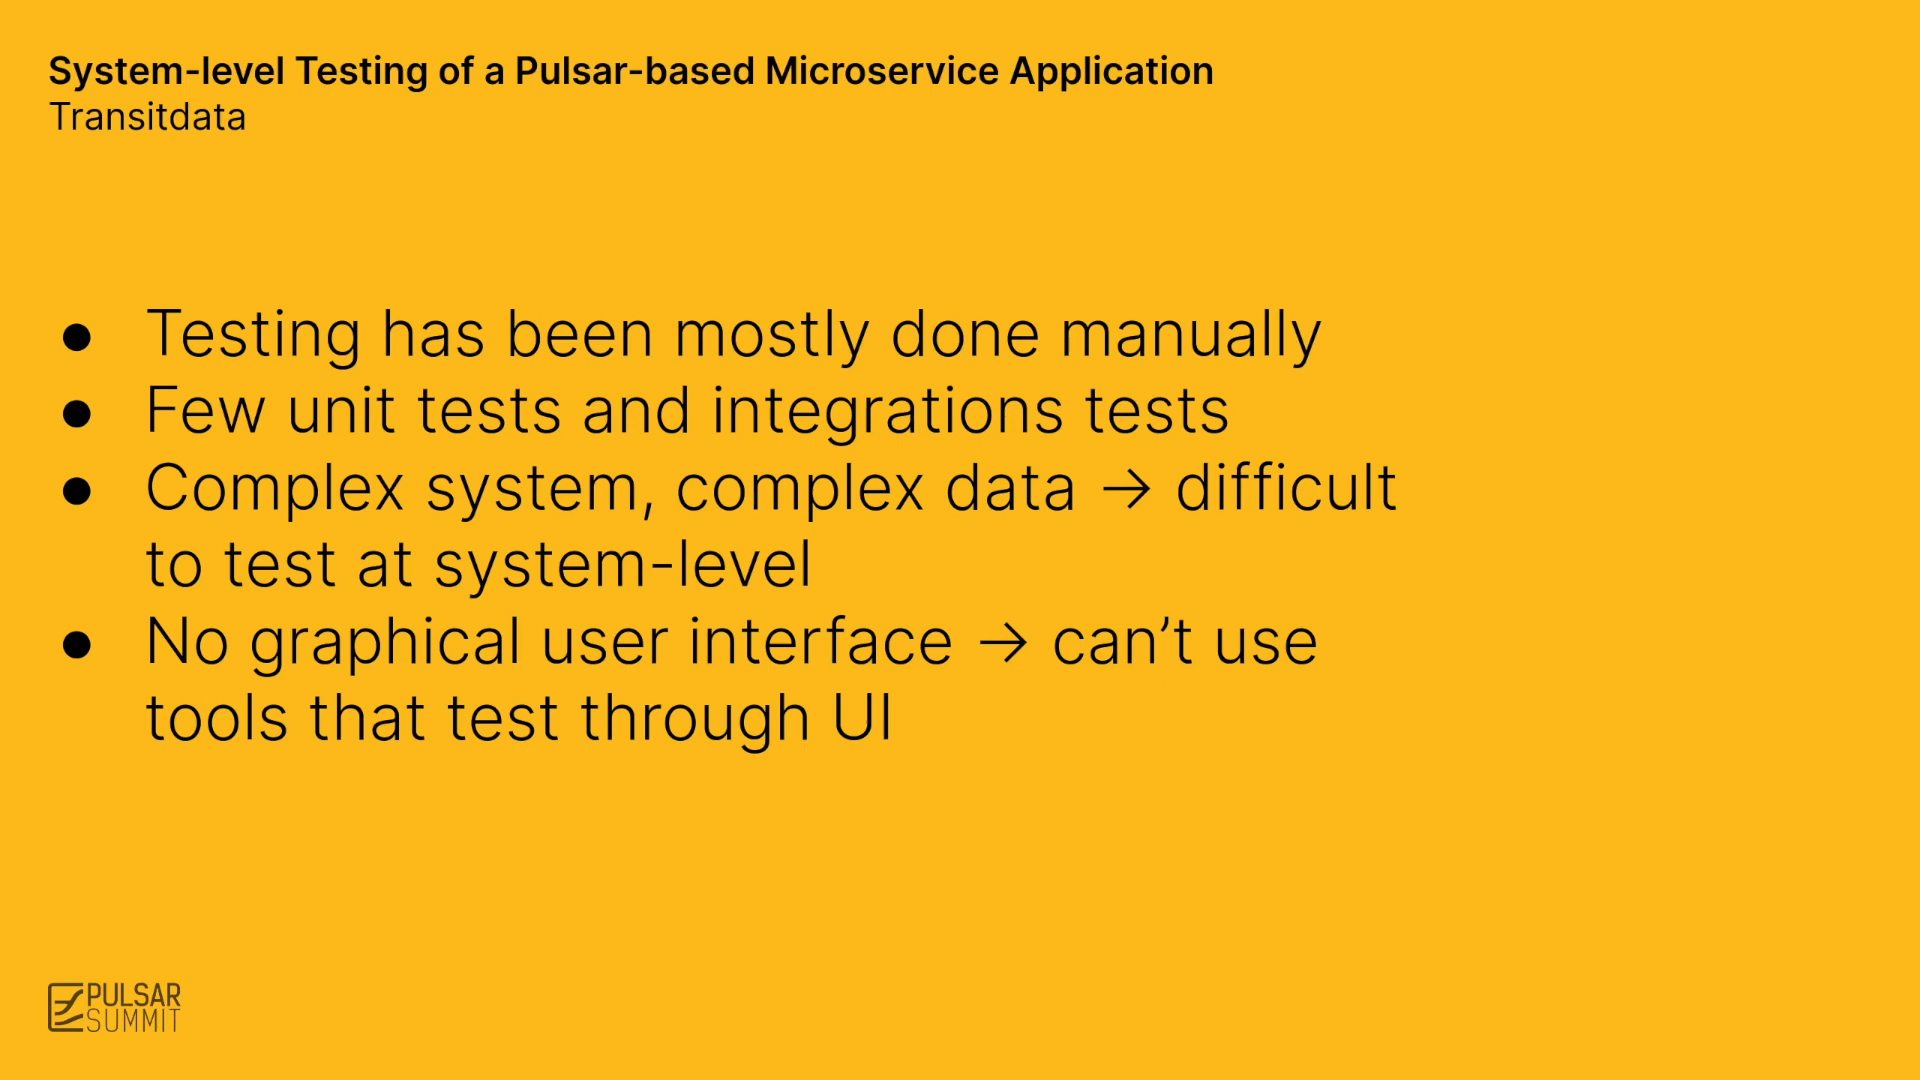 System-level Testing of a Pulsar-based Microservice Application
Transitdata
● Testing has been mostly done manually
● Few unit tests and integrations tests
● Complex system, complex data → difficult
to test at system-level
● No graphical user interface → can’t use
tools that test through UI
PULSAR
SUMMIT